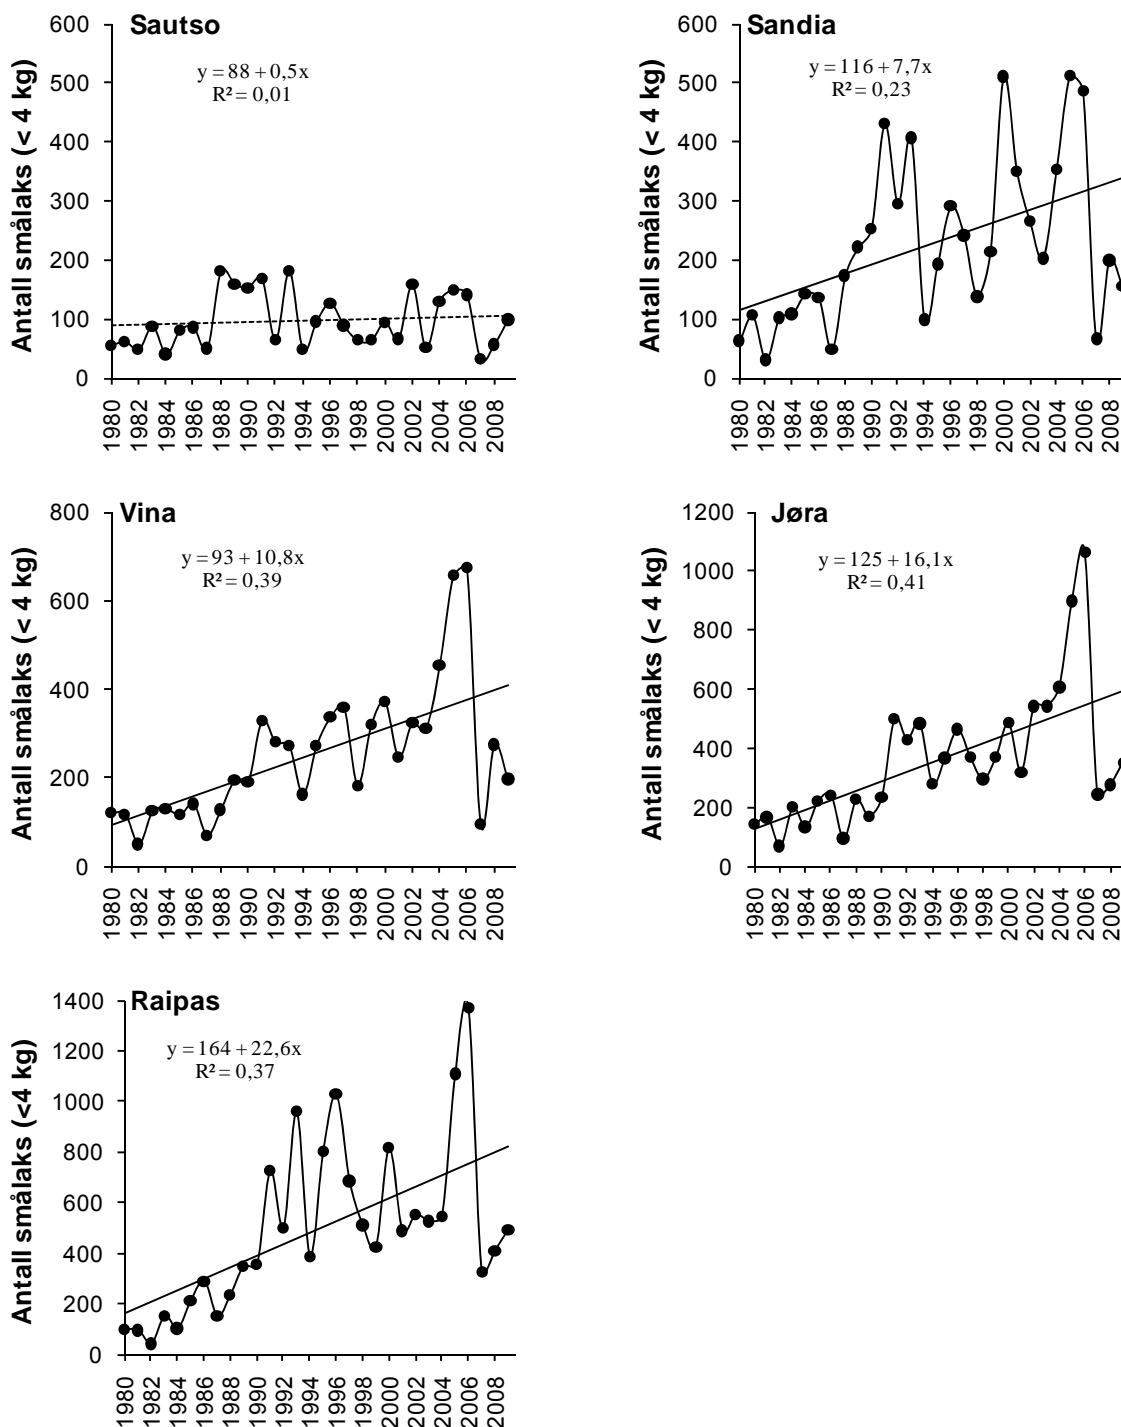 Sautso
y = 88 + 0,5x
R² = 0,01
Antall smålaks (< 4 kg)
600
500
400
300
200
100
0
1980 1982 1984 1986 1988 1990 1992 1994 1996 1998 2000 2002 2004 2006 2008
Sandia
y = 116 + 7,7x
R² = 0,23
Antall smålaks (< 4 kg)
600
500
400
300
200
100
0
1980 1982 1984 1986 1988 1990 1992 1994 1996 1998 2000 2002 2004 2006 2008
Vina
y = 93 + 10,8x
R² = 0,39
Antall smålaks (< 4 kg)
800
600
400
200
0
1980 1982 1984 1986 1988 1990 1992 1994 1996 1998 2000 2002 2004 2006 2008
Jøra
y = 125 + 16,1x
R² = 0,41
Antall smålaks (< 4 kg)
1200
1000
800
600
400
200
0
1980 1982 1984 1986 1988 1990 1992 1994 1996 1998 2000 2002 2004 2006 2008
Raipas
y = 164 + 22,6x
R² = 0,37
Antall smålaks (<4 kg)
1400
1200
1000
800
600
400
200
0
1980 1982 1984 1986 1988 1990 1992 1994 1996 1998 2000 2002 2004 2006 2008